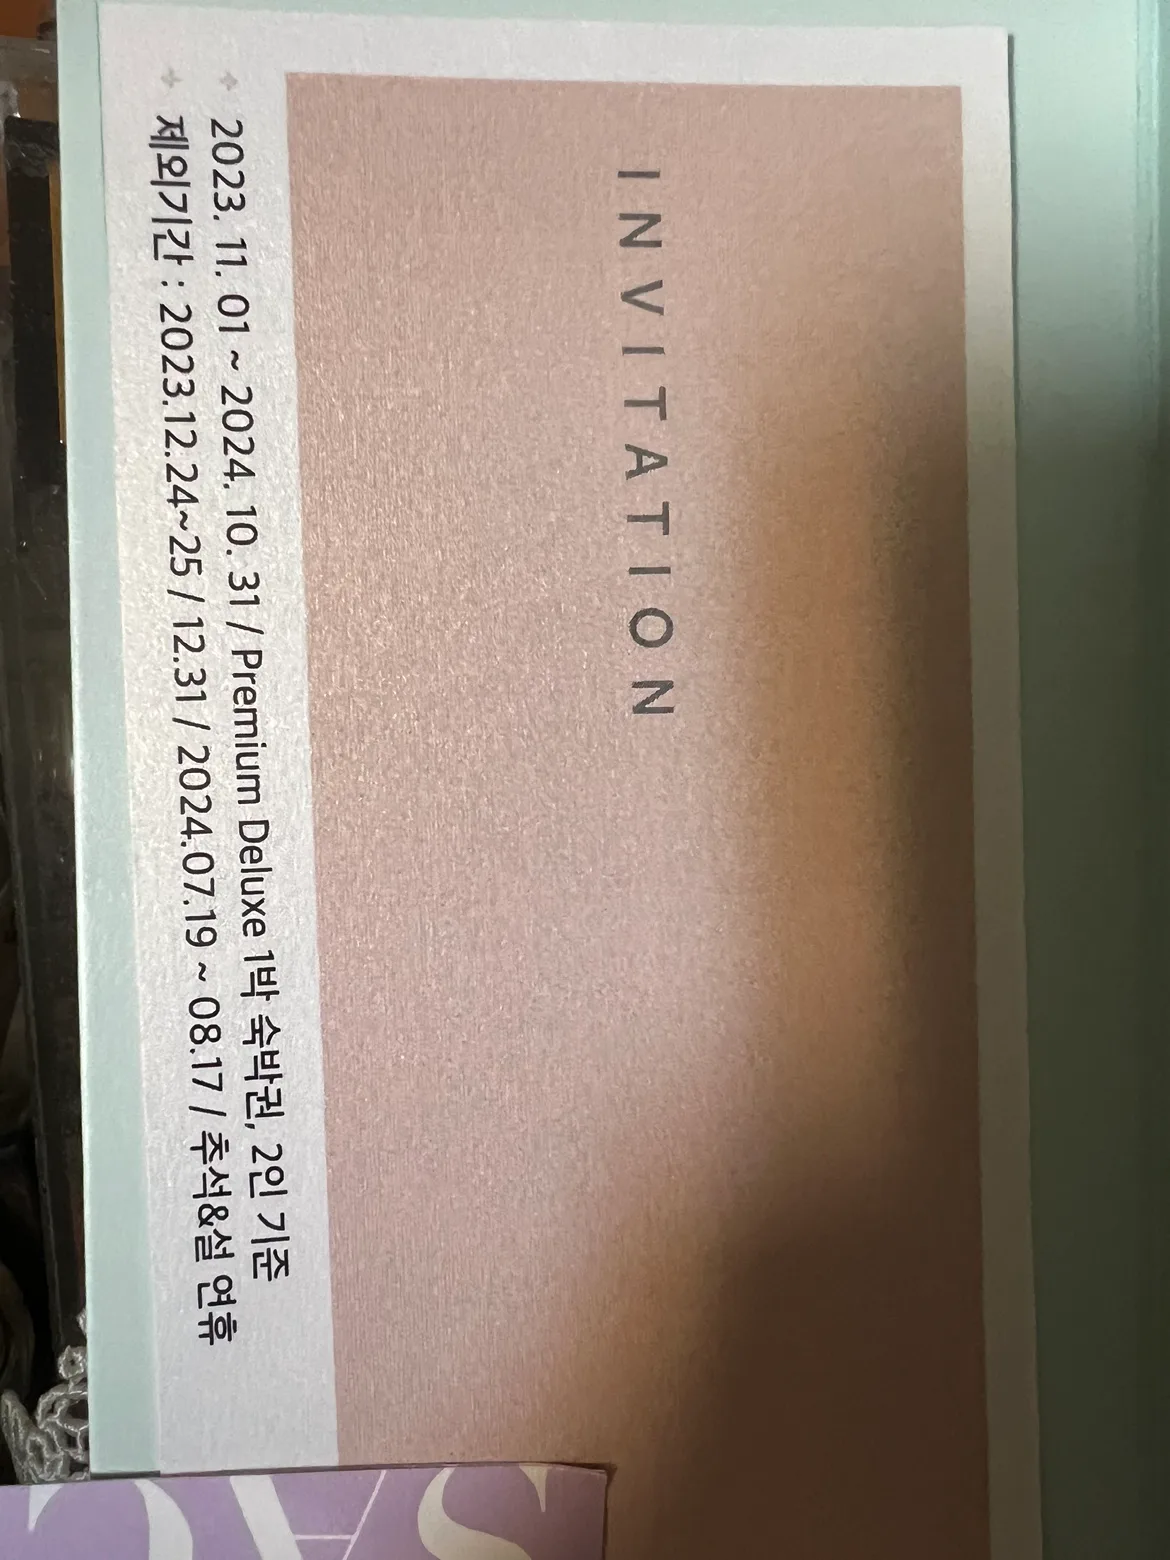 INVITATION
2023. 11. 01 ~ 2024. 10. 31 / Premium Deluxe 1박 숙박권, 2인 기준
제외기간 : 2023.12.24~25 / 12.31 / 2024.07.19 ~ 08.17 / 추석&설 연휴